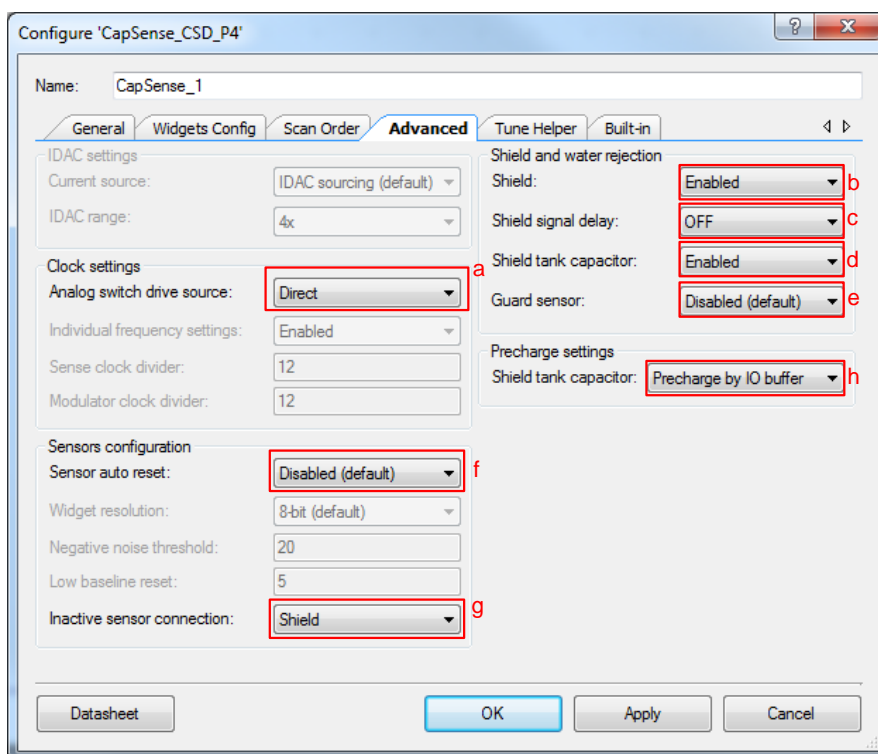 Configure 'CapSense_CSD_P4'
Name: CapSense_1
General Widgets Config Scan Order Advanced Tune Helper Built-in
IDAC settings
Current source: IDAC sourcing (default)
IDAC range: 4x
Clock settings
a
Analog switch drive source: Direct
Individual frequency settings: Enabled
Sense clock divider: 12
Modulator clock divider: 12
Sensors configuration
Sensor auto reset: Disabled (default) f
Widget resolution: 8-bit (default)
Negative noise threshold: 20
Low baseline reset: 5
Inactive sensor connection: Shield g
Shield and water rejection
Shield: Enabled b
Shield signal delay: OFF c
Shield tank capacitor: Enabled d
Guard sensor: Disabled (default) e
Precharge settings
Shield tank capacitor: Precharge by IO buffer h
Datasheet OK Apply Cancel